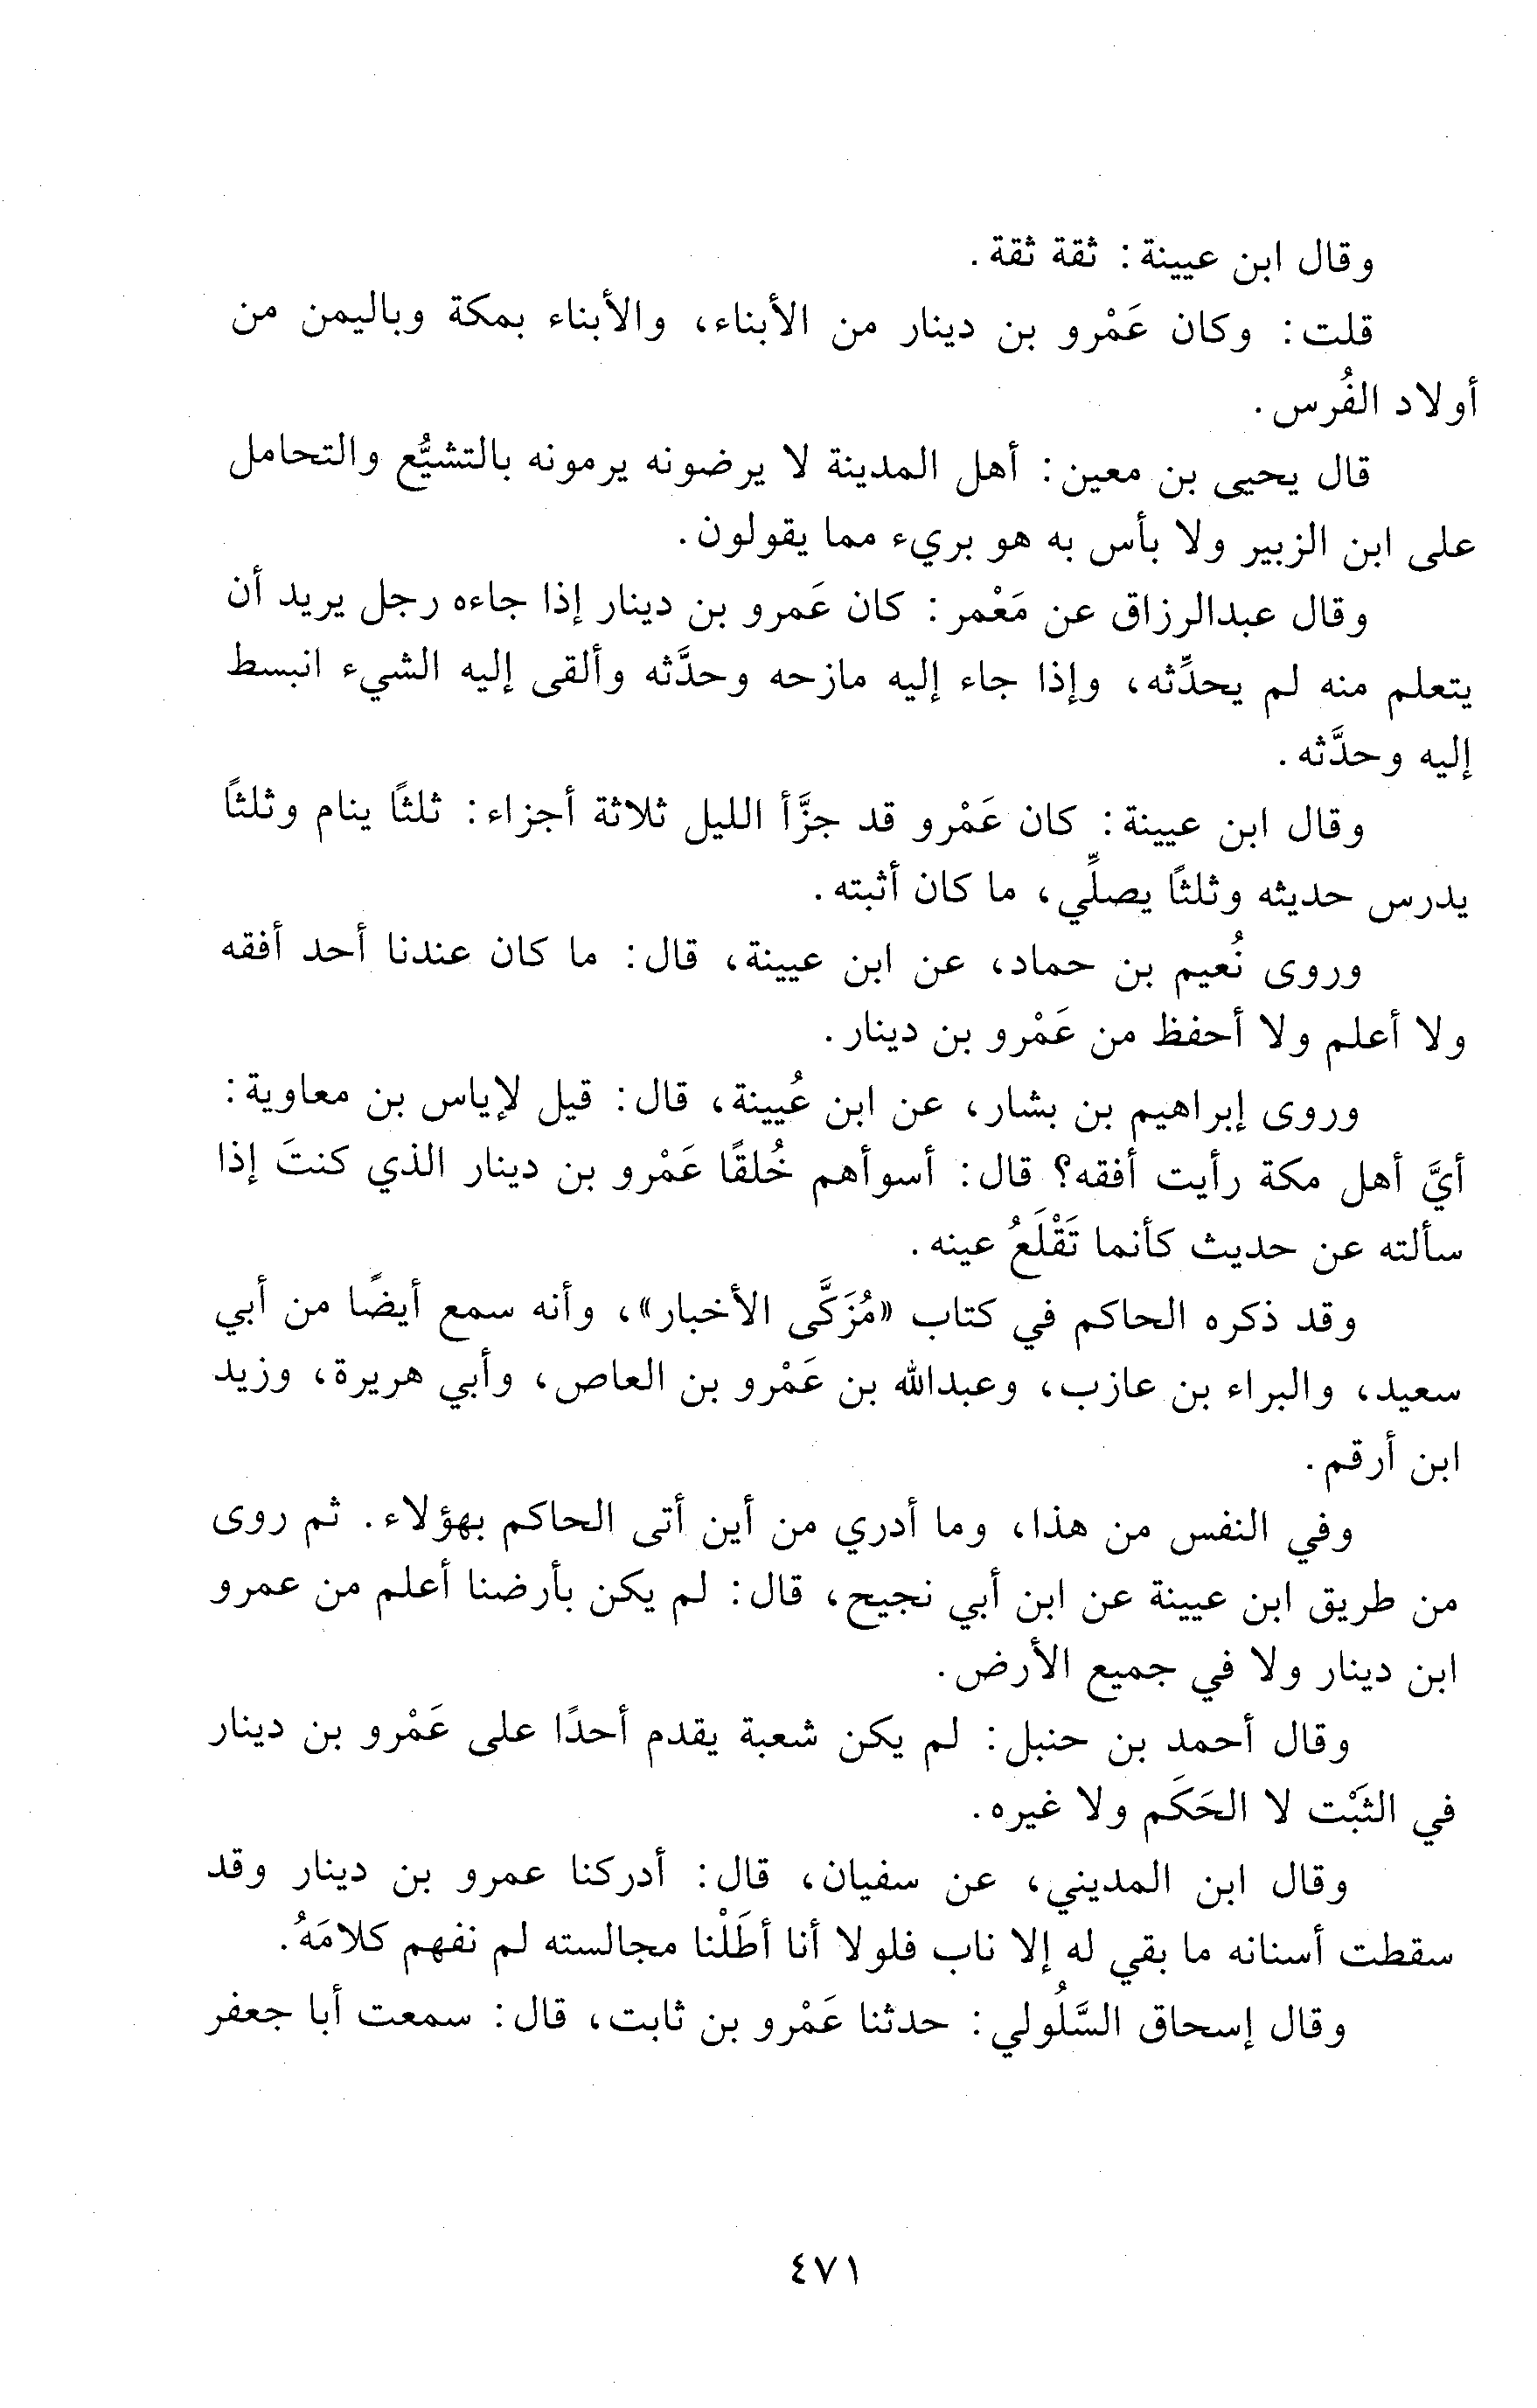 وقال ابن عيينة: ثقة ثقة.
قلت: وكان عَمْرو بن دينار من الأبناء، والأبناء بمكة وباليمن من
أولاد الفُرس.
قال يحيى بن معين: أهل المدينة لا يرضونه يرمونه بالتشيُّع والتحامل
على ابن الزبير ولا بأس به هو بريء مما يقولون.
وقال عبدالرزاق عن مَعْمر: كان عَمرو بن دينار إذا جاءه رجل يريد أن
يتعلم منه لم يحدِّثه، وإذا جاء إليه مازحه وحدَّثه وألقى إليه الشيء انبسط
إليه وحدَّثه.
وقال ابن عيينة: كان عَمْرو قد جزَّأ الليل ثلاثة أجزاء: ثلثًا ينام وثلثًا
يدرس حديثه وثلثًا يصلِّي، ما كان أثبته.
وروى نُعيم بن حماد، عن ابن عيينة، قال: ما كان عندنا أحد أفقه
ولا أعلم ولا أحفظ من عَمْرو بن دينار.
وروى إبراهيم بن بشار، عن ابن عُيينة، قال: قيل لإياس بن معاوية:
أيَّ أهل مكة رأيت أفقه؟ قال: أسوأهم خُلقًا عَمْرو بن دينار الذي كنتَ إذا
سألته عن حديث كأنما تَقْلَعُ عينه.
وقد ذكره الحاكم في كتاب «مُزَكَّى الأخبار»، وأنه سمع أيضًا من أبي
سعيد، والبراء بن عازب، وعبدالله بن عَمْرو بن العاص، وأبي هريرة، وزيد
ابن أرقم.
وفي النفس من هذا، وما أدري من أين أتى الحاكم بهؤلاء. ثم روى
من طريق ابن عيينة عن ابن أبي نجيح، قال: لم يكن بأرضنا أعلم من عمرو
ابن دينار ولا في جميع الأرض.
وقال أحمد بن حنبل: لم يكن شعبة يقدم أحدًا على عَمْرو بن دينار
في الثَبْت لا الحَكَم ولا غيره.
وقال ابن المديني، عن سفيان، قال: أدركنا عمرو بن دينار وقد
سقطت أسنانه ما بقي له إلا ناب فلولا أنا أطَلْنا مجالسته لم نفهم كلامَهُ.
وقال إسحاق السَّلُولي: حدثنا عَمْرو بن ثابت، قال: سمعت أبا جعفر
٤٧١